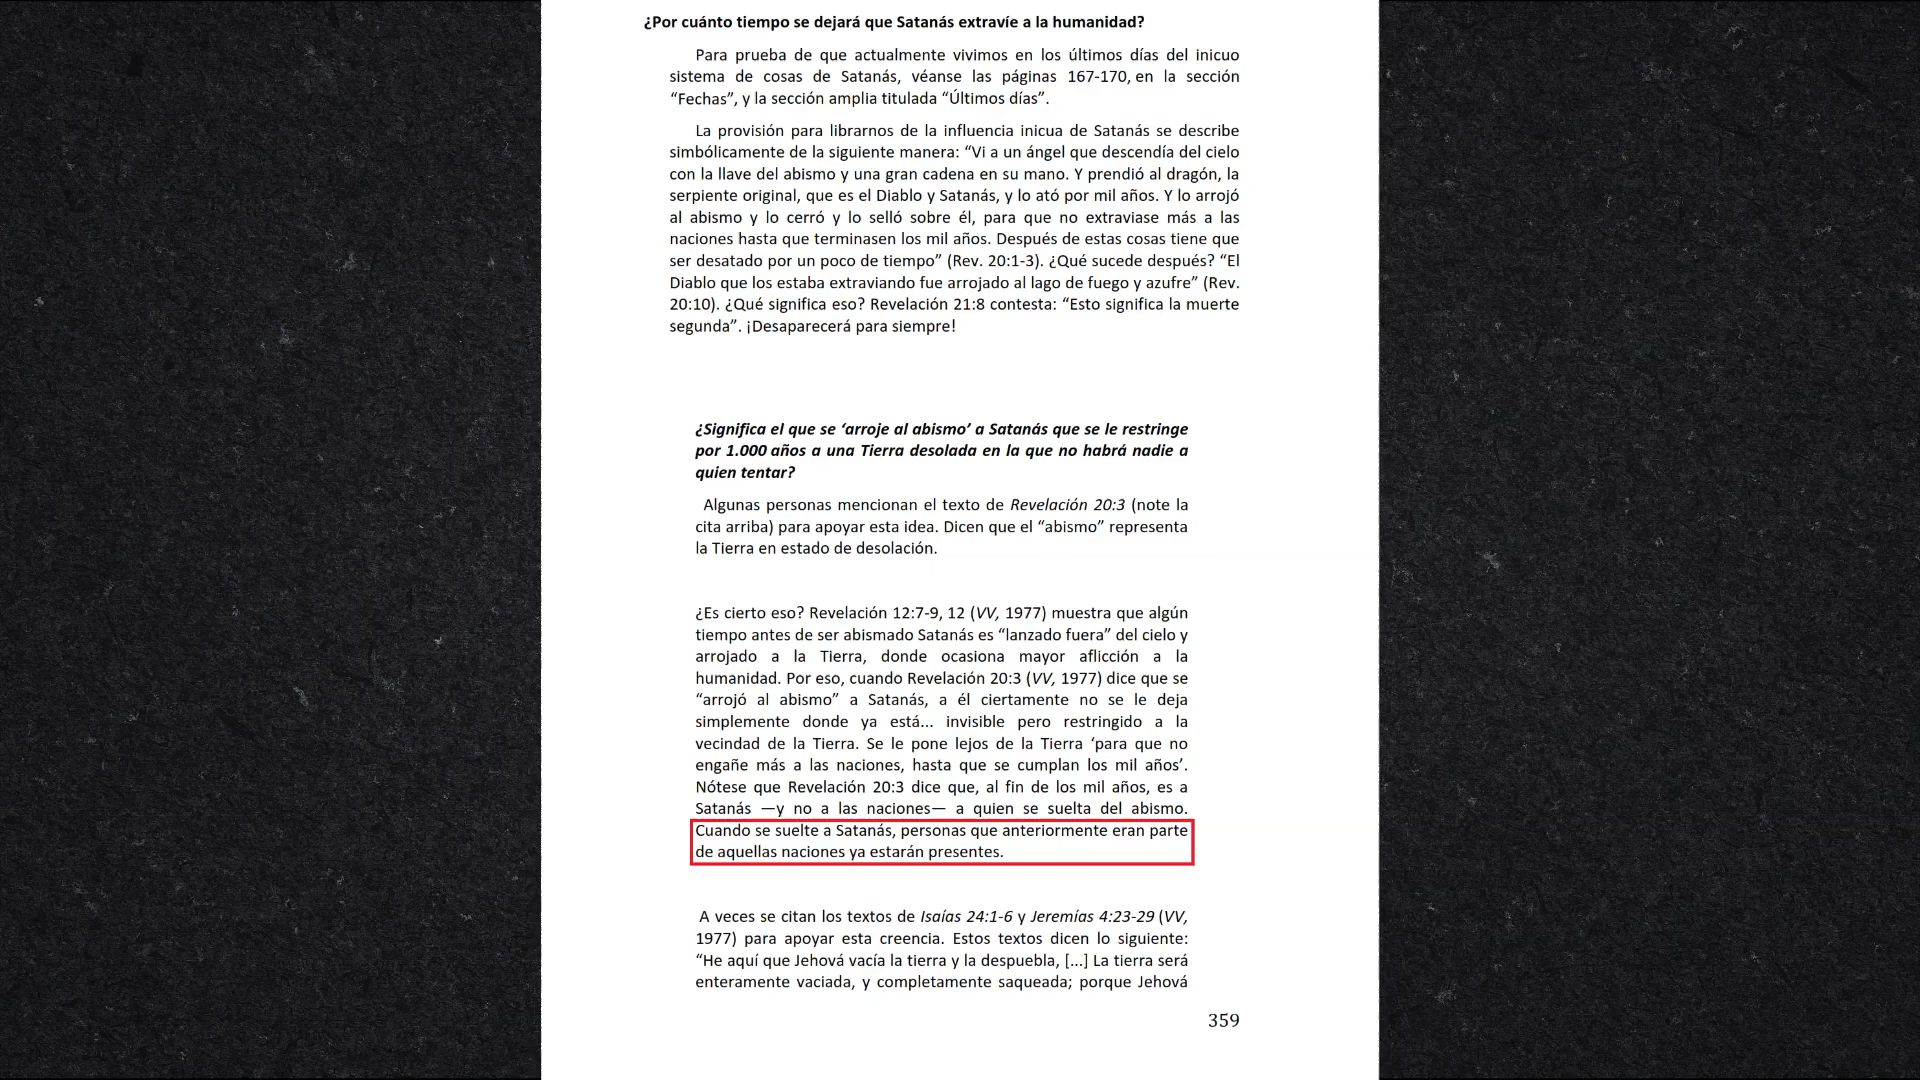 ¿Por cuánto tiempo se dejará que Satanás extravíe a la humanidad?
Para prueba de que actualmente vivimos en los últimos días del inicuo
sistema de cosas de Satanás, véanse las páginas 167-170, en la sección
“Fechas”, y la sección amplia titulada “Últimos días”.
La provisión para librarnos de la influencia inicua de Satanás se describe
simbólicamente de la siguiente manera: “Vi a un ángel que descendía del cielo
con la llave del abismo y una gran cadena en su mano. Y prendió al dragón, la
serpiente original, que es el Diablo y Satanás, y lo ató por mil años. Y lo arrojó
al abismo y lo cerró y lo selló sobre él, para que no extraviase más a las
naciones hasta que terminasen los mil años. Después de estas cosas tiene que
ser desatado por un poco de tiempo” (Rev. 20:1-3). ¿Qué sucede después? “El
Diablo que los estaba extraviando fue arrojado al lago de fuego y azufre” (Rev.
20:10). ¿Qué significa eso? Revelación 21:8 contesta: “Esto significa la muerte
segunda”. ¡Desaparecerá para siempre!
¿Significa el que se ‘arroje al abismo’ a Satanás que se le restringe
por 1.000 años a una Tierra desolada en la que no habrá nadie a
quien tentar?
Algunas personas mencionan el texto de Revelación 20:3 (note la
cita arriba) para apoyar esta idea. Dicen que el “abismo” representa
la Tierra en estado de desolación.
¿Es cierto eso? Revelación 12:7-9, 12 (VV, 1977) muestra que algún
tiempo antes de ser abismado Satanás es “lanzado fuera” del cielo y
arrojado a la Tierra, donde ocasiona mayor aflicción a la
humanidad. Por eso, cuando Revelación 20:3 (VV, 1977) dice que se
“arrojó al abismo” a Satanás, a él ciertamente no se le deja
simplemente donde ya está... invisible pero restringido a la
vecindad de la Tierra. Se le pone lejos de la Tierra ‘para que no
engañe más a las naciones, hasta que se cumplan los mil años’.
Nótese que Revelación 20:3 dice que, al fin de los mil años, es a
Satanás —y no a las naciones— a quien se suelta del abismo.
Cuando se suelte a Satanás, personas que anteriormente eran parte
de aquellas naciones ya estarán presentes.
A veces se citan los textos de Isaías 24:1-6 y Jeremías 4:23-29 (VV,
1977) para apoyar esta creencia. Estos textos dicen lo siguiente:
“He aquí que Jehová vacía la tierra y la despuebla, [...] La tierra será
enteramente vaciada, y completamente saqueada; porque Jehová
359